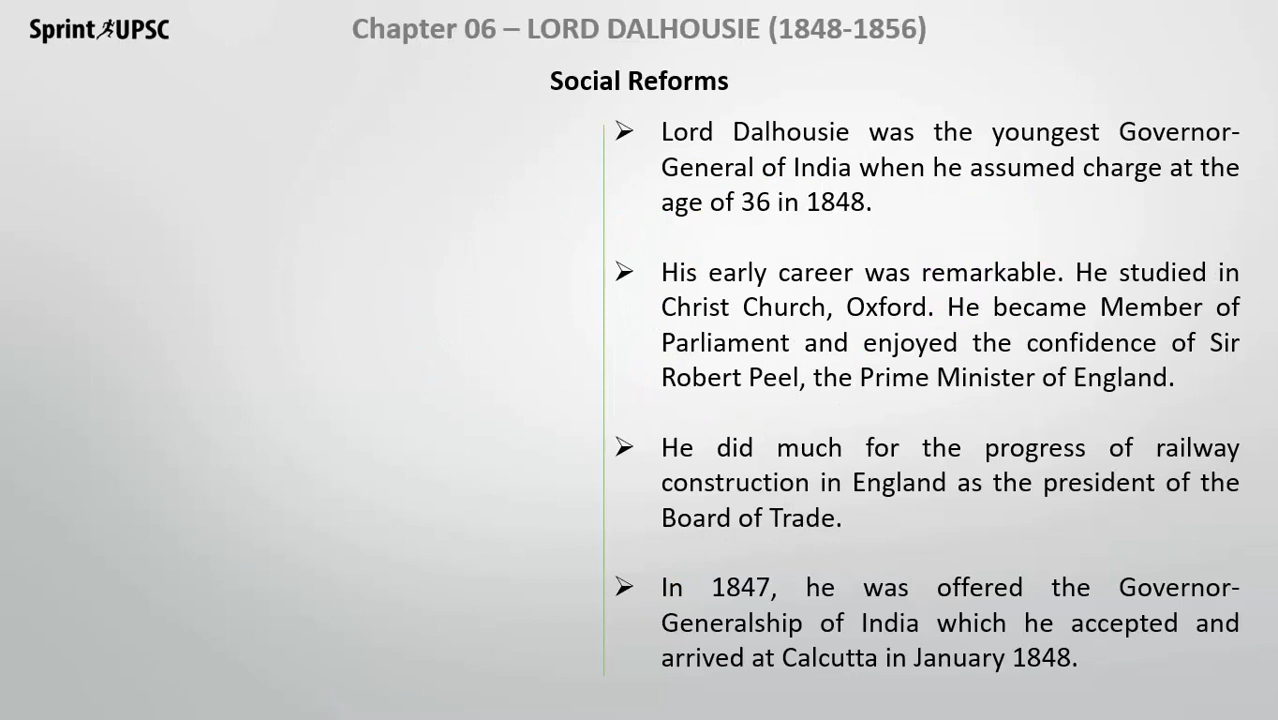 Sprint UPSC
Chapter 06 – LORD DALHOUSIE (1848-1856)
Social Reforms
➢ Lord Dalhousie was the youngest Governor-
General of India when he assumed charge at the
age of 36 in 1848.
➢ His early career was remarkable. He studied in
Christ Church, Oxford. He became Member of
Parliament and enjoyed the confidence of Sir
Robert Peel, the Prime Minister of England.
➢ He did much for the progress of railway
construction in England as the president of the
Board of Trade.
➢ In 1847, he was offered the Governor-
Generalship of India which he accepted and
arrived at Calcutta in January 1848.